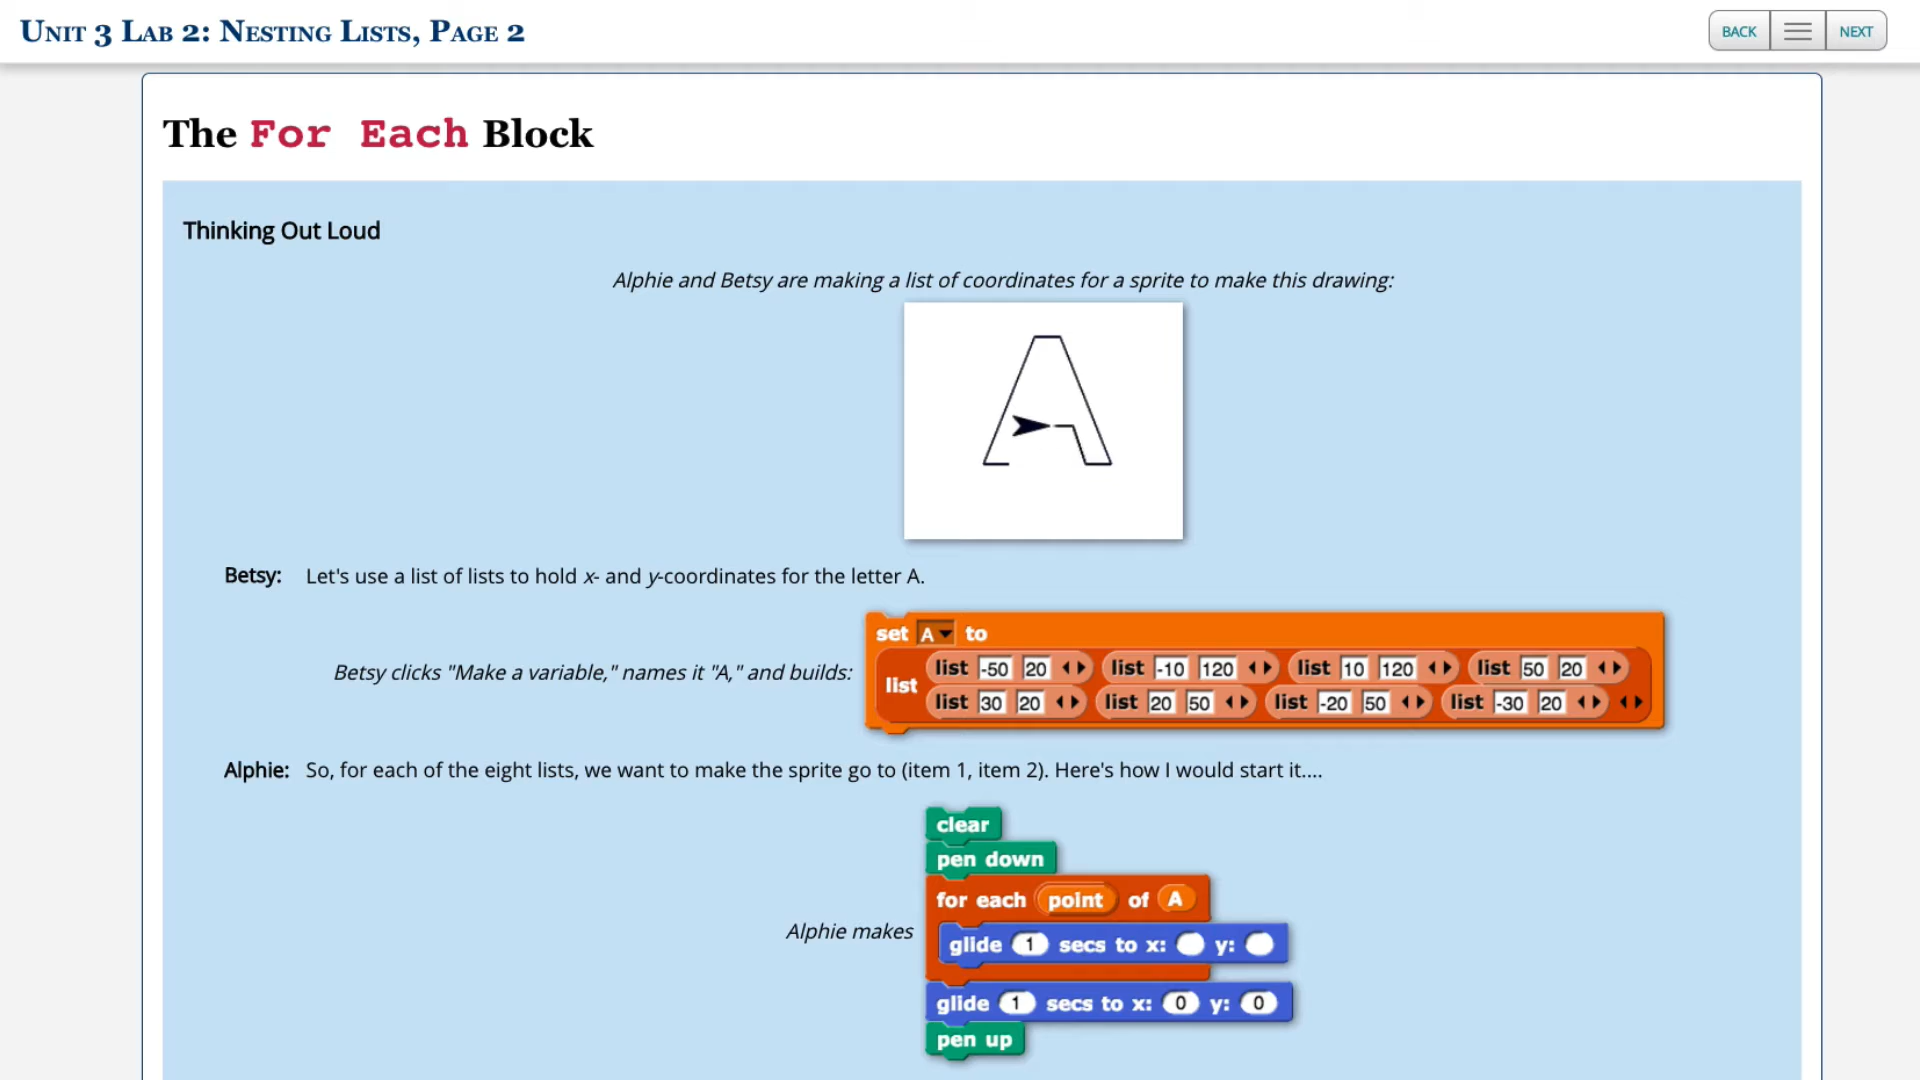 Unit 3 Lab 2: Nesting Lists, Page 2
BACK
NEXT
The For Each Block
Thinking Out Loud
Alphie and Betsy are making a list of coordinates for a sprite to make this drawing:
Betsy: Let's use a list of lists to hold x- and y-coordinates for the letter A.
Betsy clicks "Make a variable," names it "A," and builds:
set A to
list
list -50 20 list -10 120 list 10 120 list 50 20
list 30 20 list 20 50 list -20 50 list -30 20
Alphie: So, for each of the eight lists, we want to make the sprite go to (item 1, item 2). Here's how I would start it....
Alphie makes
clear
pen down
for each point of A
glide 1 secs to x: y:
glide 1 secs to x: 0 y: 0
pen up